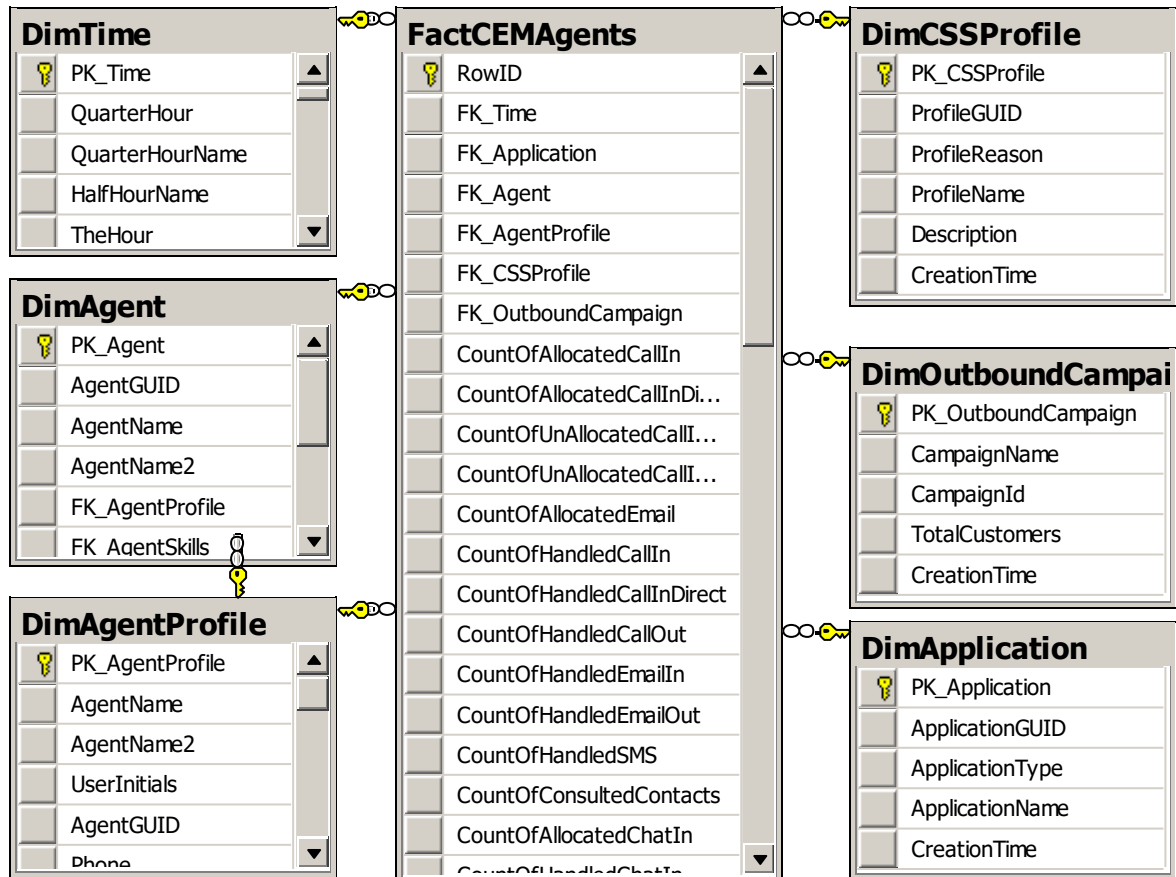 DimTime
PK_Time
QuarterHour
QuarterHourName
HalfHourName
TheHour
DimAgent
PK_Agent
AgentGUID
AgentName
AgentName2
FK_AgentProfile
FK_AgentSkills
DimAgentProfile
PK_AgentProfile
AgentName
AgentName2
UserInitials
AgentGUID
Phone
FactCEMAgents
RowID
FK_Time
FK_Application
FK_Agent
FK_AgentProfile
FK_CSSProfile
FK_OutboundCampaign
CountOfAllocatedCallIn
CountOfAllocatedCallInDi...
CountOfUnAllocatedCallI...
CountOfUnAllocatedCallI...
CountOfAllocatedEmail
CountOfHandledCallIn
CountOfHandledCallInDirect
CountOfHandledCallOut
CountOfHandledEmailIn
CountOfHandledEmailOut
CountOfHandledSMS
CountOfConsultedContacts
CountOfAllocatedChatIn
CountOfHandledChatIn
DimCSSProfile
PK_CSSProfile
ProfileGUID
ProfileReason
ProfileName
Description
CreationTime
DimOutboundCampai
PK_OutboundCampaign
CampaignName
CampaignId
TotalCustomers
CreationTime
DimApplication
PK_Application
ApplicationGUID
ApplicationType
ApplicationName
CreationTime